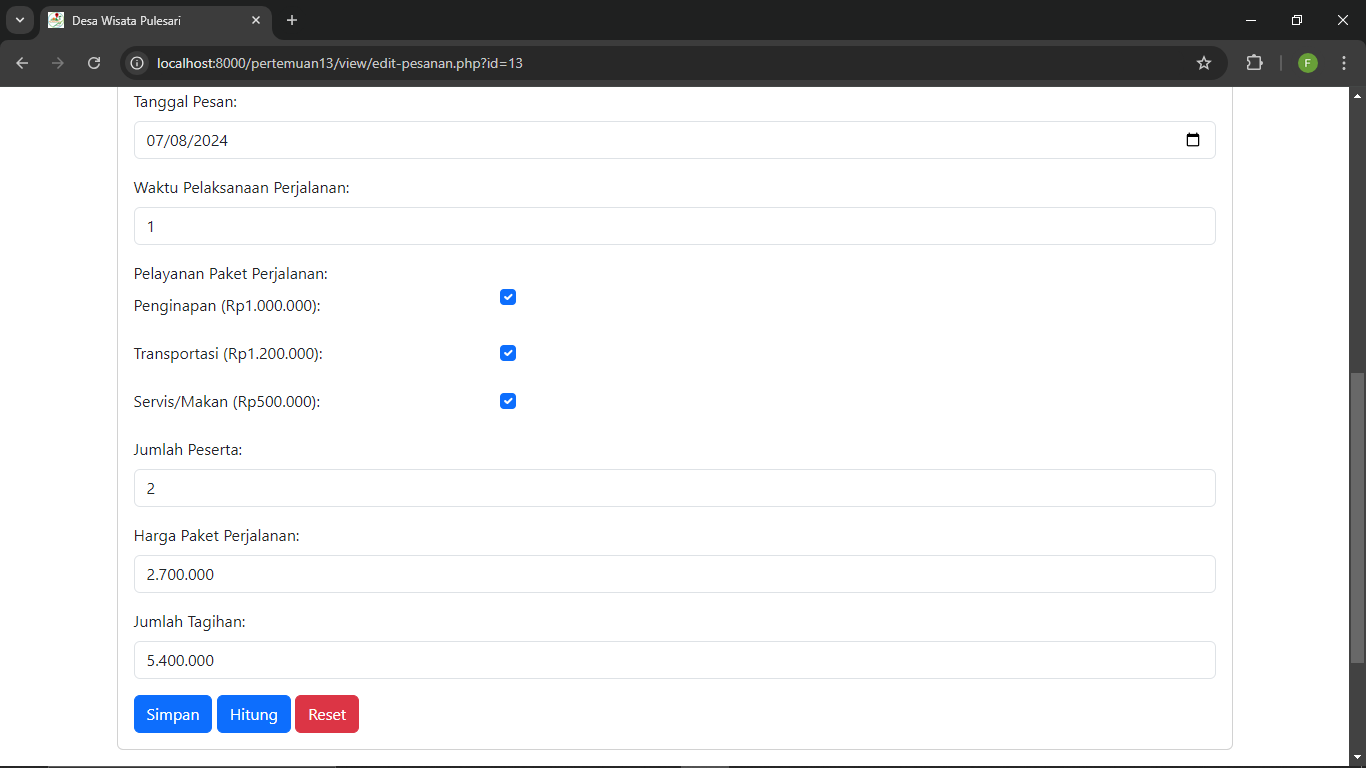 Desa Wisata Pulesari
localhost:8000/pertemuan13/view/edit-pesanan.php?id=13
F
Tanggal Pesan:
07/08/2024
Waktu Pelaksanaan Perjalanan:
1
Pelayanan Paket Perjalanan:
Penginapan (Rp1.000.000):
Transportasi (Rp1.200.000):
Servis/Makan (Rp500.000):
Jumlah Peserta:
2
Harga Paket Perjalanan:
2.700.000
Jumlah Tagihan:
5.400.000
Simpan Hitung Reset